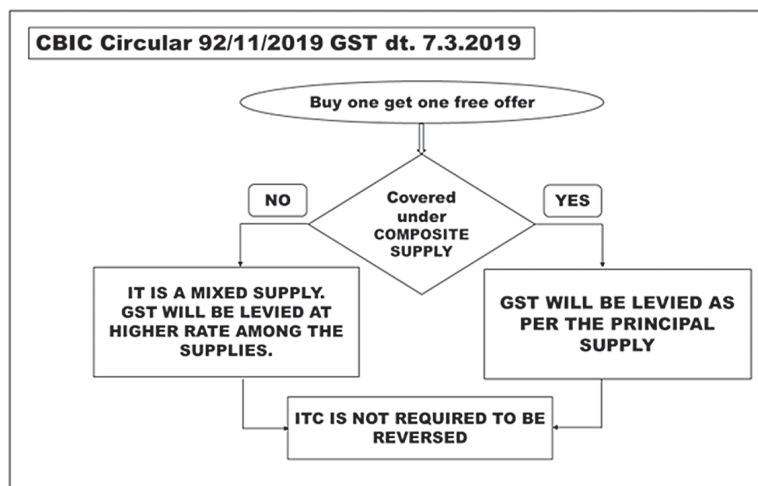 CBIC Circular 92/11/2019 GST dt. 7.3.2019
Buy one get one free offer
NO
Covered
under
COMPOSITE
SUPPLY
YES
IT IS A MIXED SUPPLY.
GST WILL BE LEVIED AT
HIGHER RATE AMONG THE
SUPPLIES.
GST WILL BE LEVIED AS
PER THE PRINCIPAL
SUPPLY
ITC IS NOT REQUIRED TO BE
REVERSED